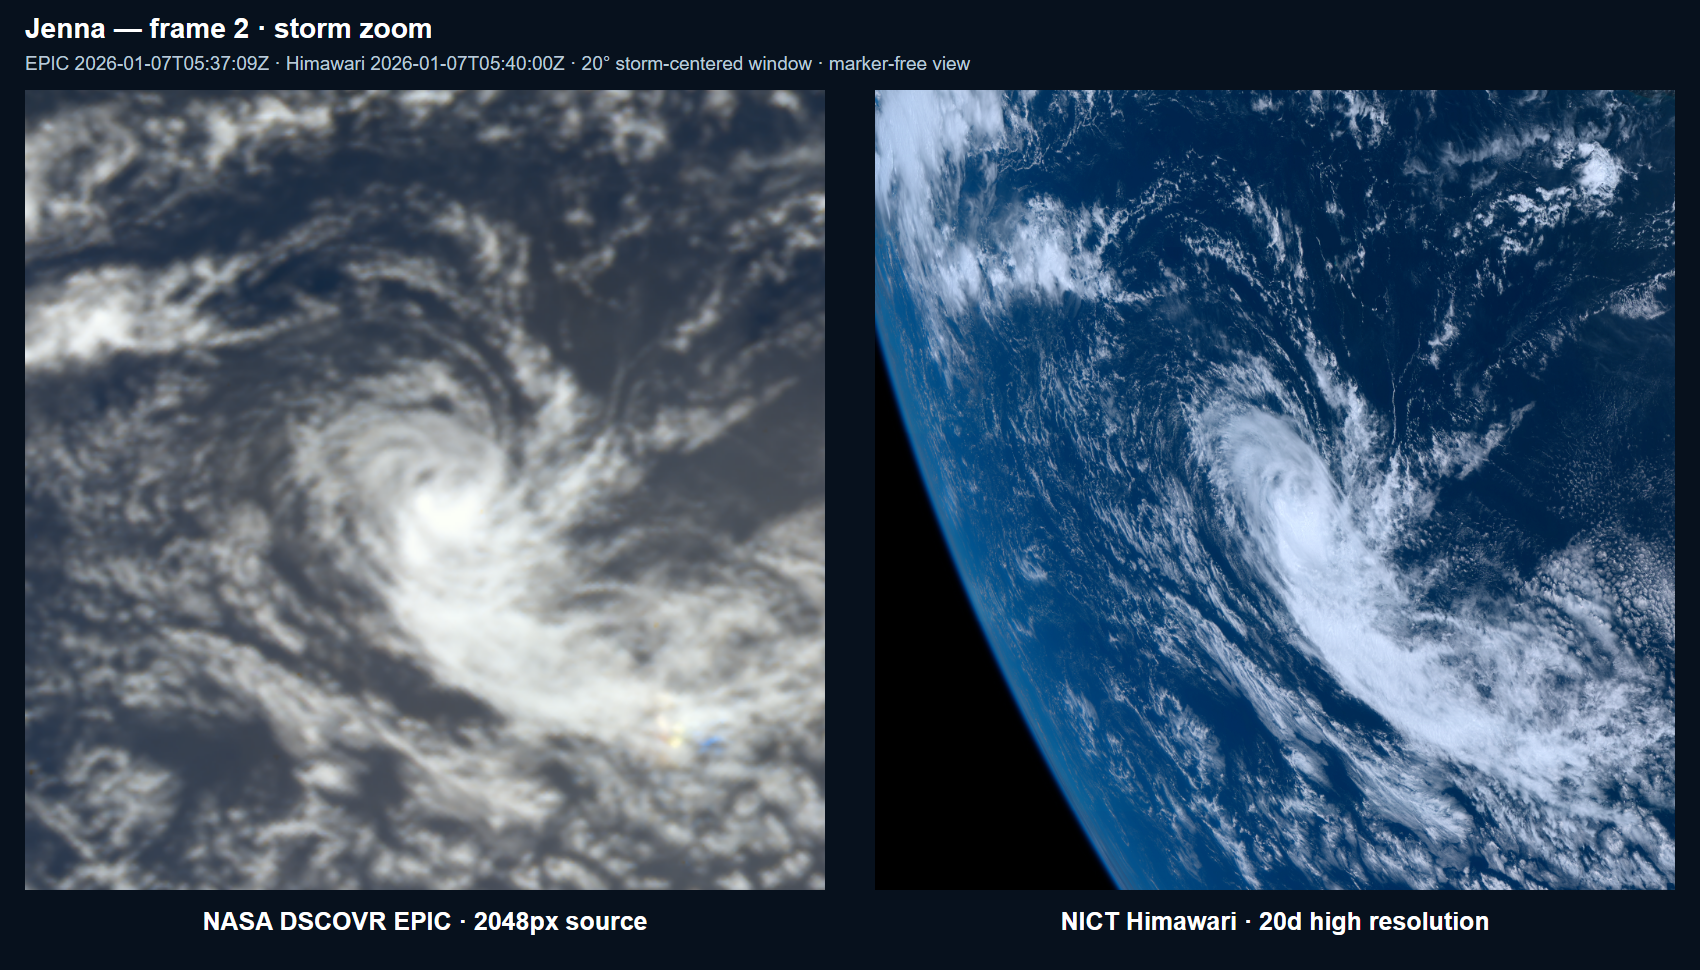 Jenna — frame 2 · storm zoom
EPIC 2026-01-07T05:37:09Z · Himawari 2026-01-07T05:40:00Z · 20° storm-centered window · marker-free view
NASA DSCOVR EPIC · 2048px source
NICT Himawari · 20d high resolution